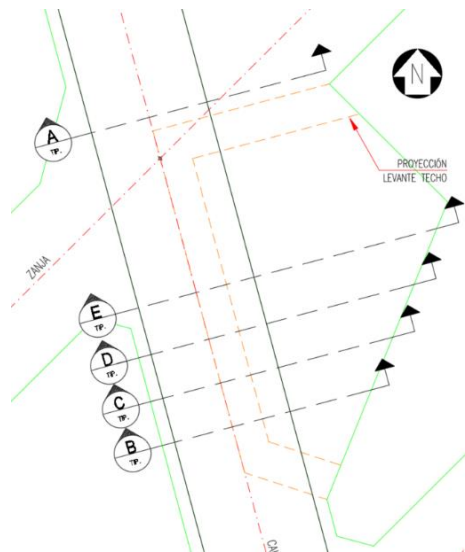 N
A
TIP.
PROYECCIÓN
LEVANTE TECHO
ZANJA
E
TIP.
D
TIP.
C
TIP.
B
TIP.